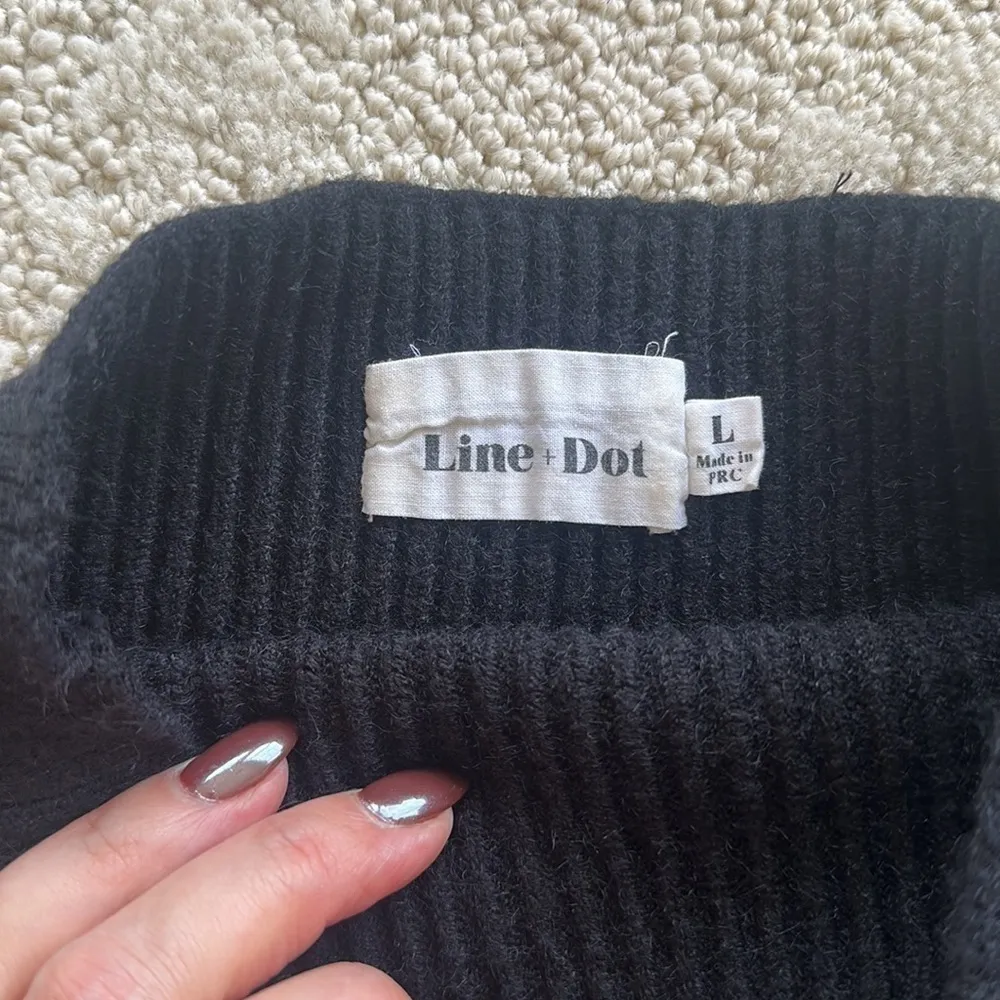 Line + Dot
L
Made in
PRC